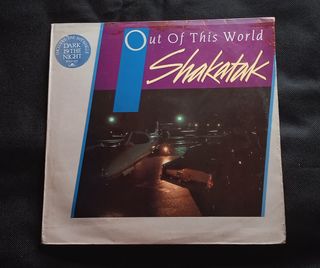 Out Of This World
Shakatak
DARK
IS THE
NIGHT